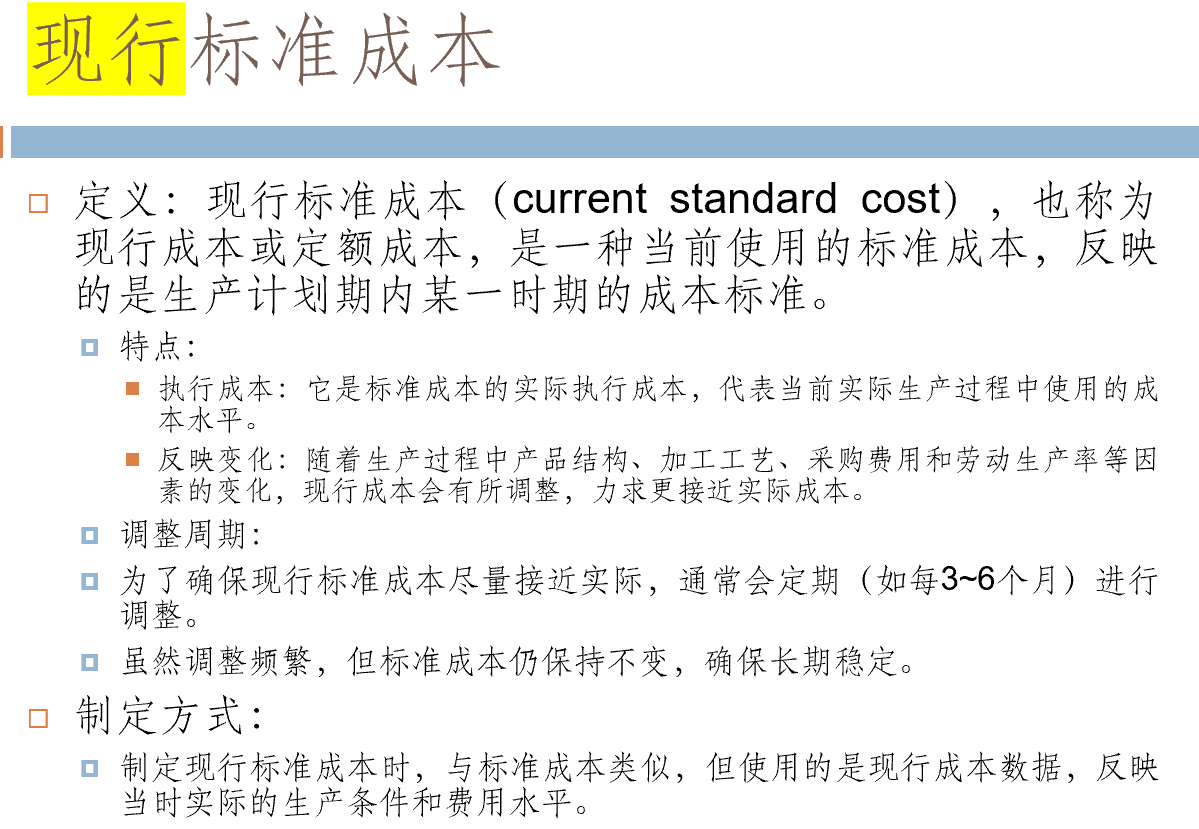 现行标准成本
定义：现行标准成本（current standard cost），也称为
现行成本或定额成本，是一种当前使用的标准成本，反映
的是生产计划期内某一时期的成本标准。
特点：
执行成本：它是标准成本的实际执行成本，代表当前实际生产过程中使用的成
本水平。
反映变化：随着生产过程中产品结构、加工工艺、采购费用和劳动生产率等因
素的变化，现行成本会有所调整，力求更接近实际成本。
调整周期：
为了确保现行标准成本尽量接近实际，通常会定期（如每3~6个月）进行
调整。
虽然调整频繁，但标准成本仍保持不变，确保长期稳定。
制定方式：
制定现行标准成本时，与标准成本类似，但使用的是现行成本数据，反映
当时实际的生产条件和费用水平。